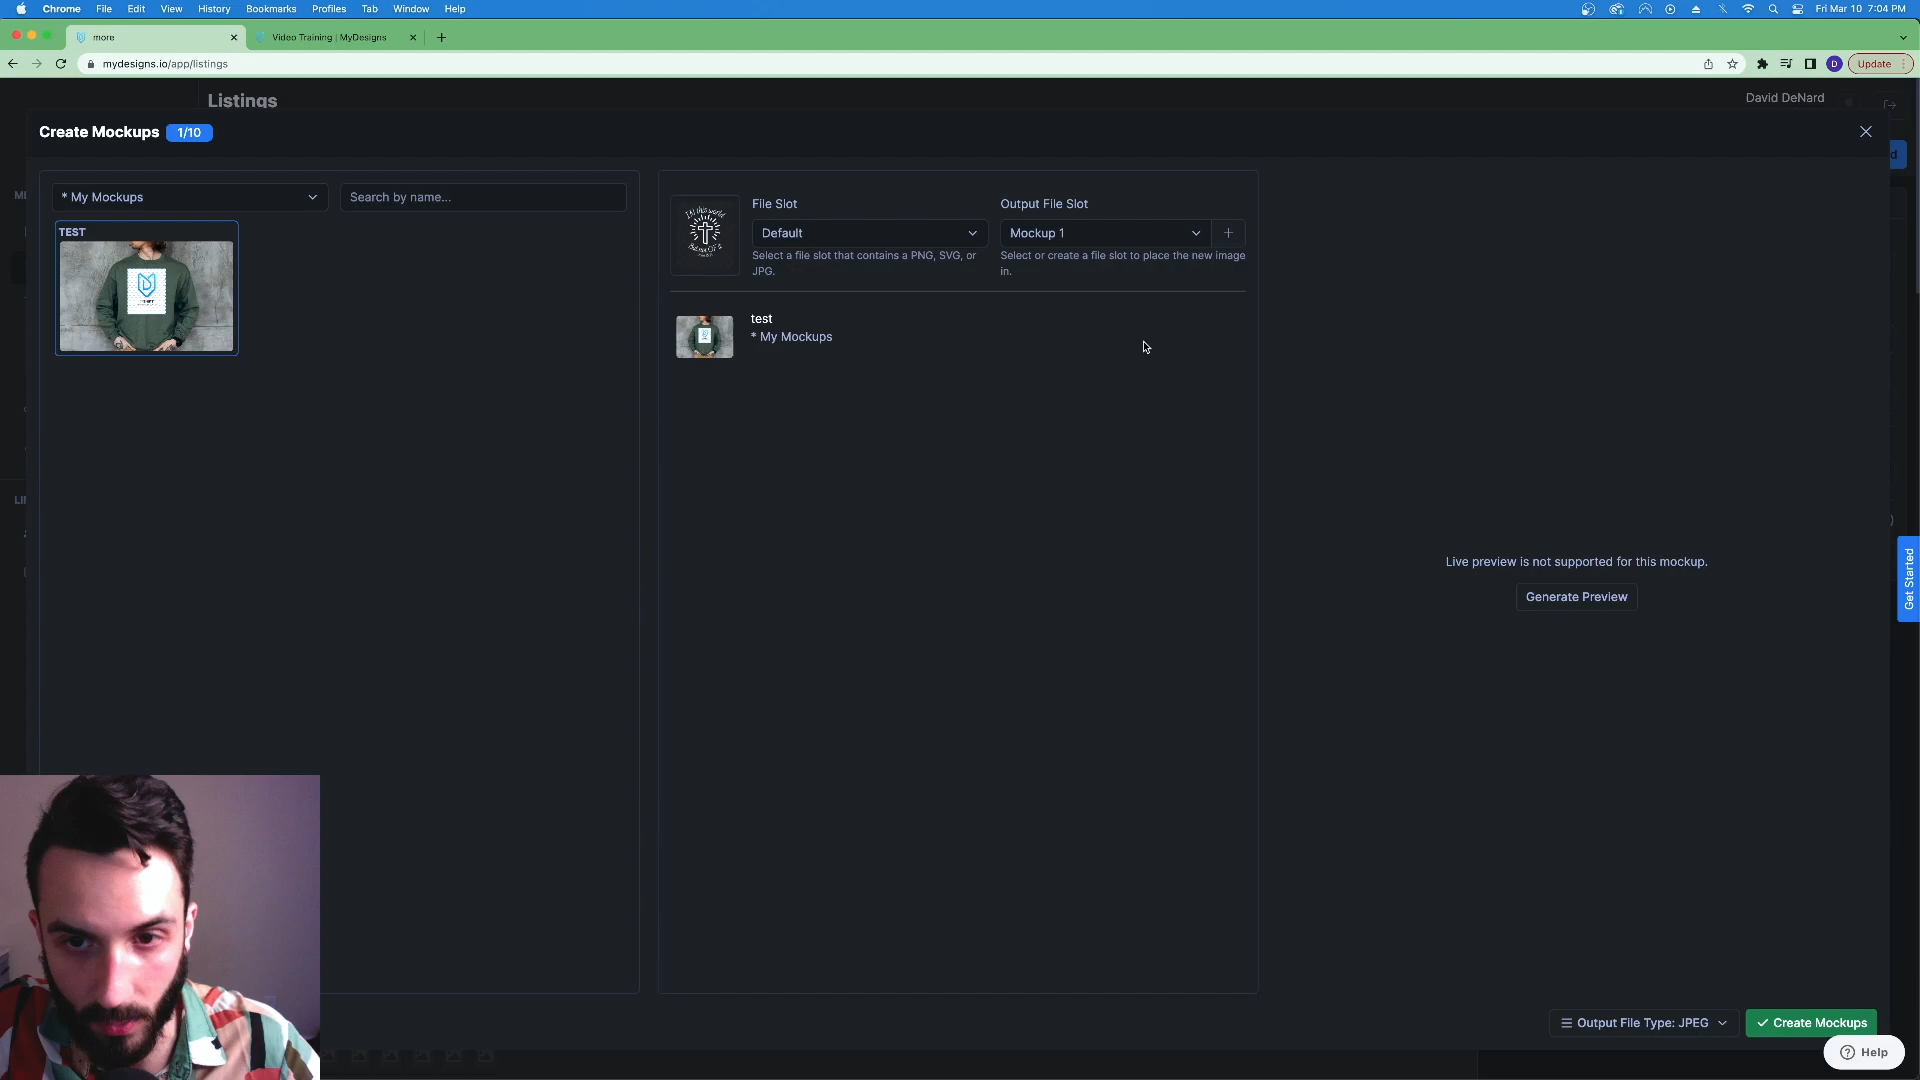 Chrome File Edit View History Bookmarks Profiles Tab Window Help Fri Mar 10 7:04 PM
more Video Training | MyDesigns
mydesigns.io/app/listings D Update
Listings David DeNard
Create Mockups 1/10
* My Mockups Search by name...
TEST
File Slot Output File Slot
Default Mockup 1
Select a file slot that contains a PNG, SVG, or JPG.
Select or create a file slot to place the new image in.
test
* My Mockups
Live preview is not supported for this mockup.
Generate Preview
Get Started
Output File Type: JPEG Create Mockups
Help